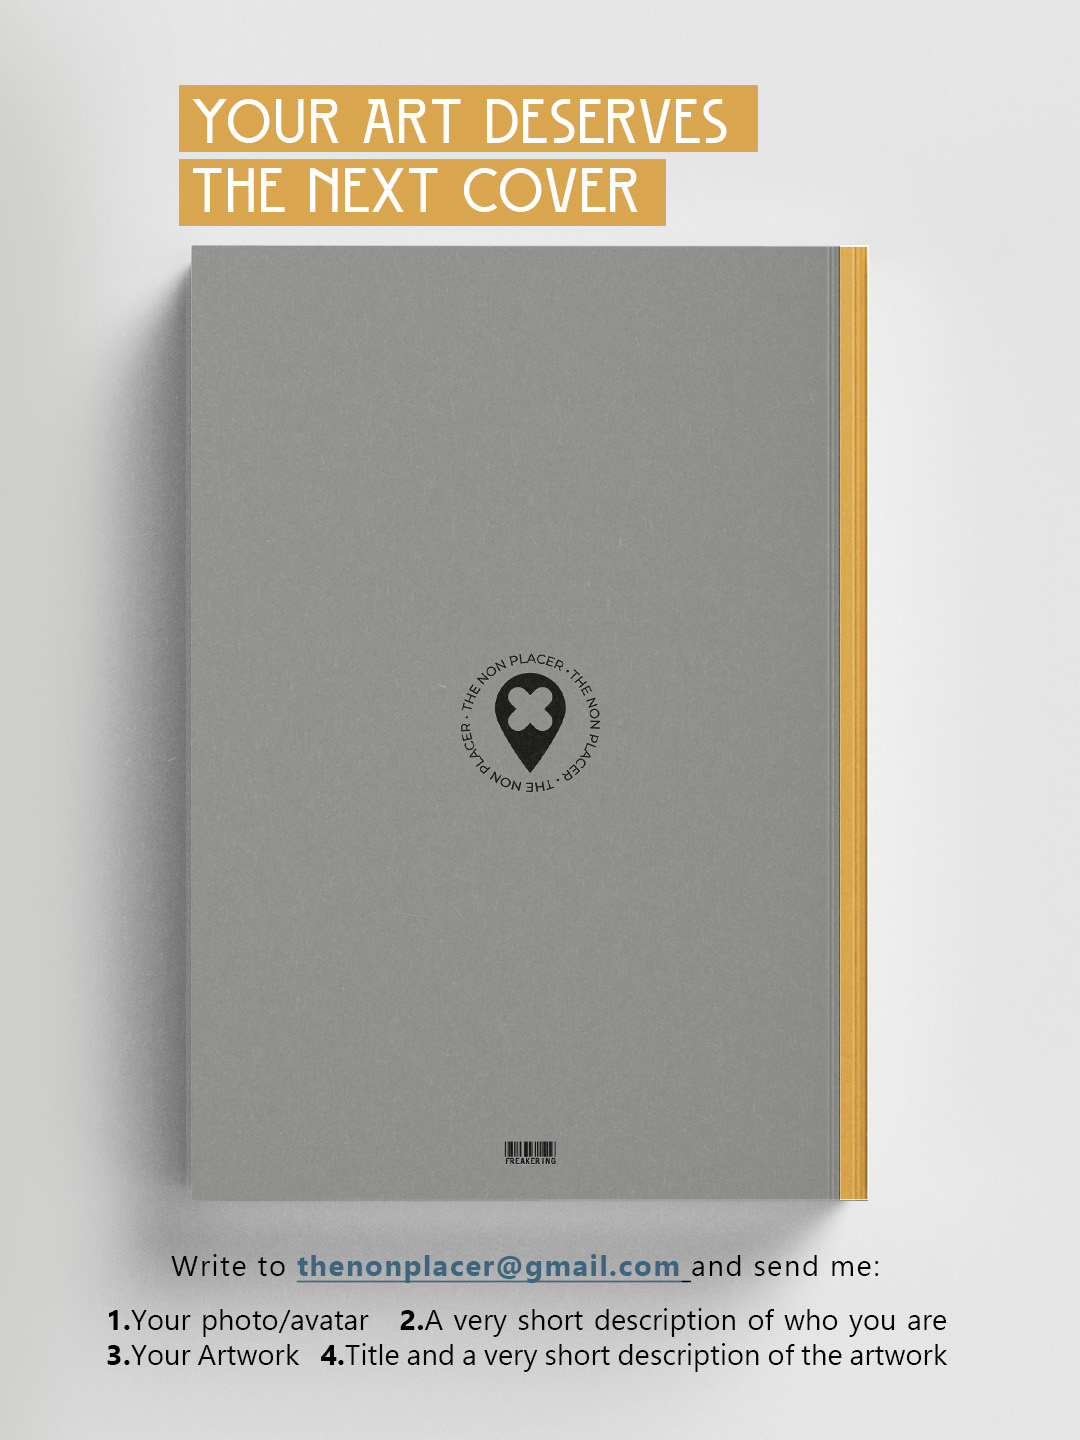 YOUR ART DESERVES
THE NEXT COVER
THE NON PLACER • THE NON PLACER • THE NON PLACER •
FREAKERING
Write to thenonplacer@gmail.com and send me:
1.Your photo/avatar 2.A very short description of who you are
3.Your Artwork 4.Title and a very short description of the artwork